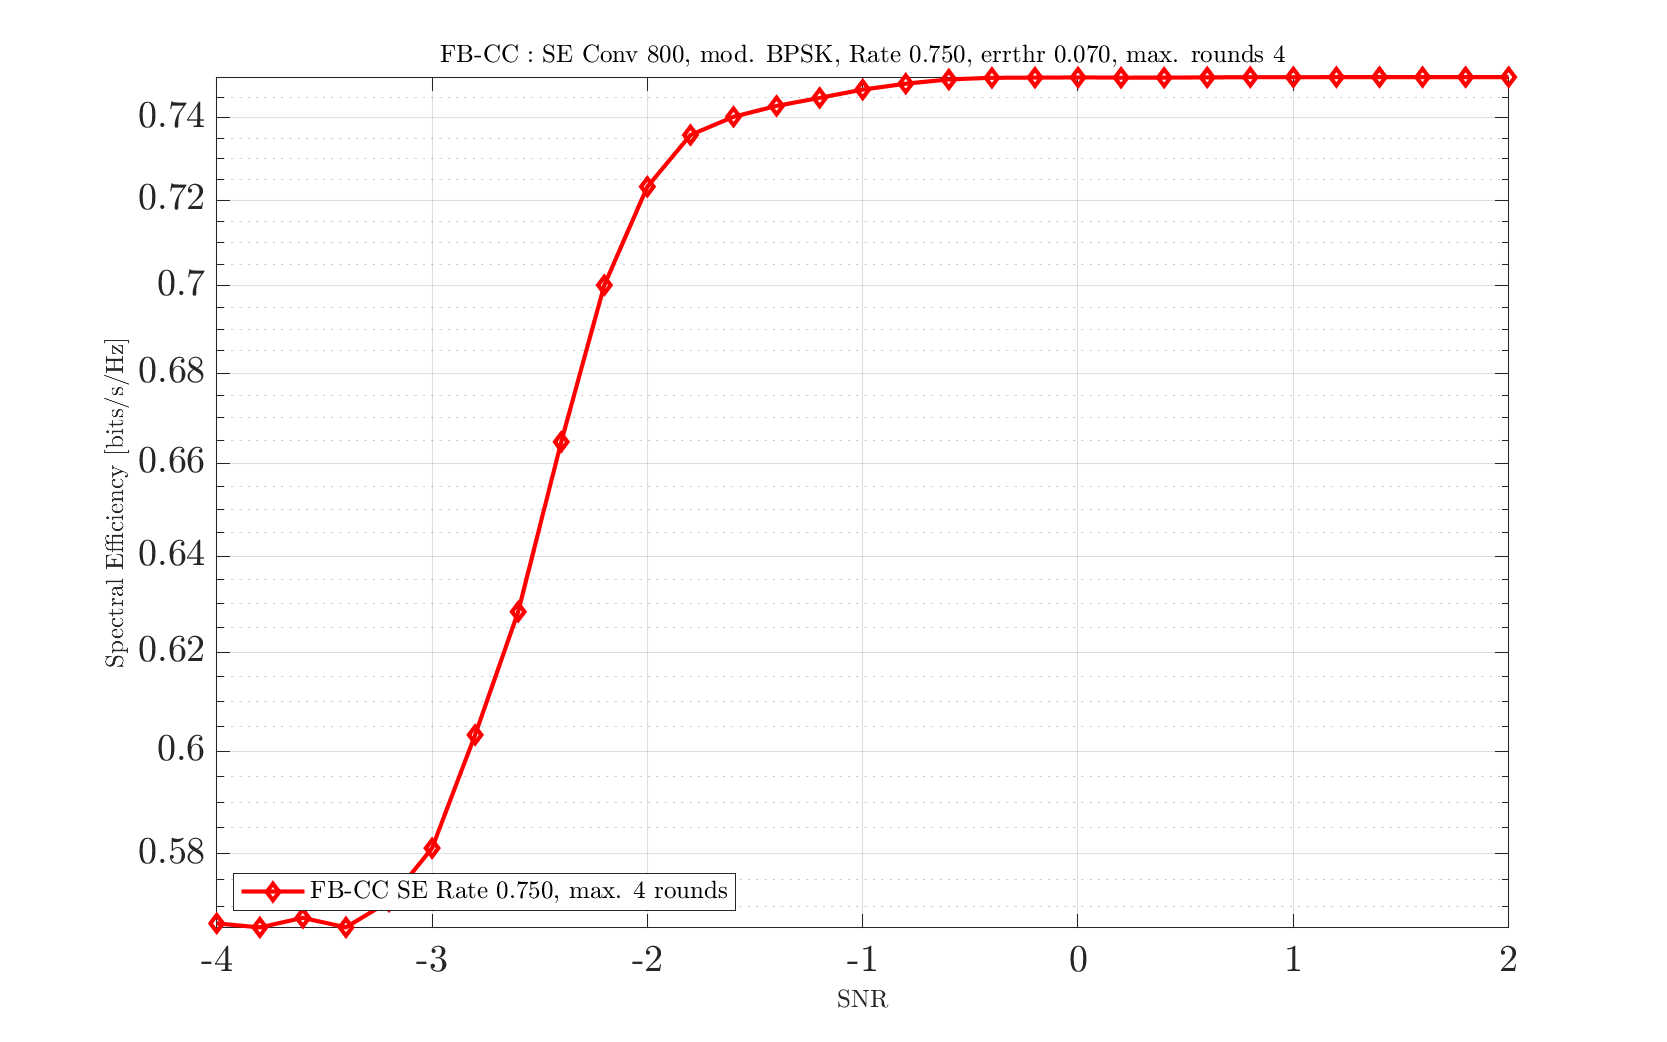 FB-CC : SE Conv 800, mod. BPSK, Rate 0.750, errthr 0.070, max. rounds 4
0.74
0.72
0.7
0.68
0.66
0.64
0.62
0.6
0.58
Spectral Efficiency [bits/s/Hz]
FB-CC SE Rate 0.750, max. 4 rounds
-4 -3 -2 -1 0 1 2
SNR